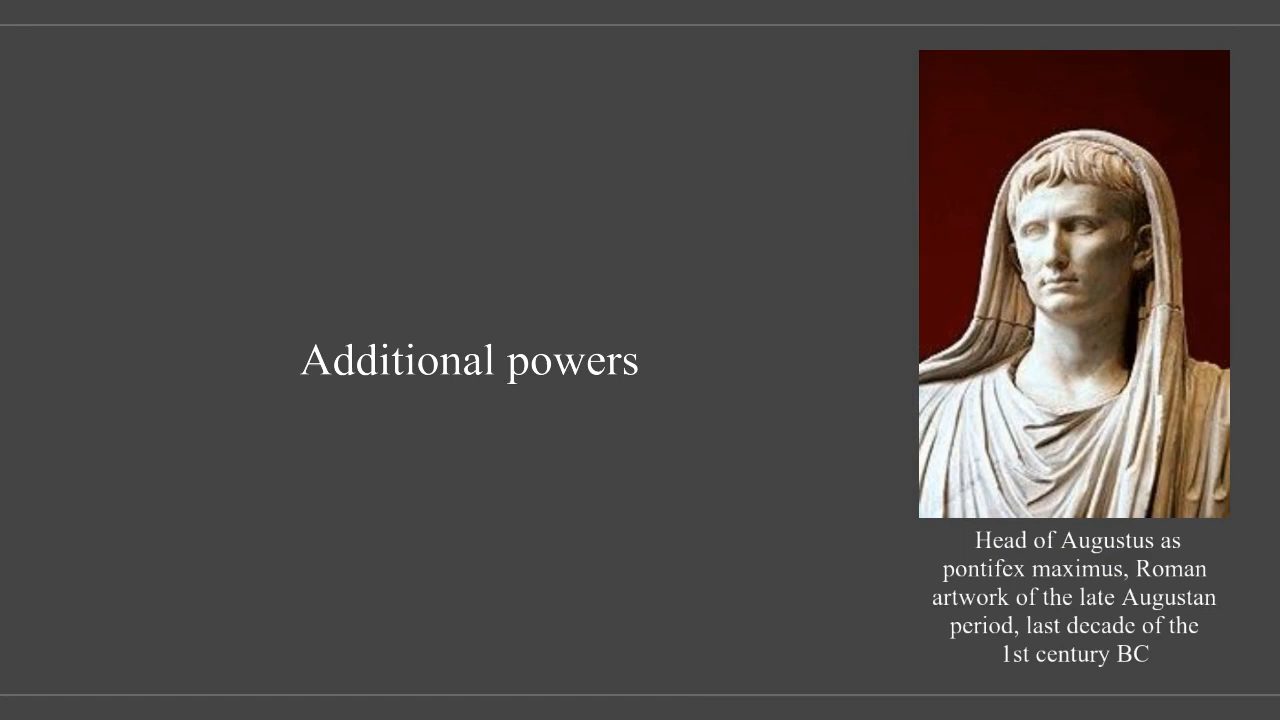 Additional powers
Head of Augustus as
pontifex maximus, Roman
artwork of the late Augustan
period, last decade of the
1st century BC